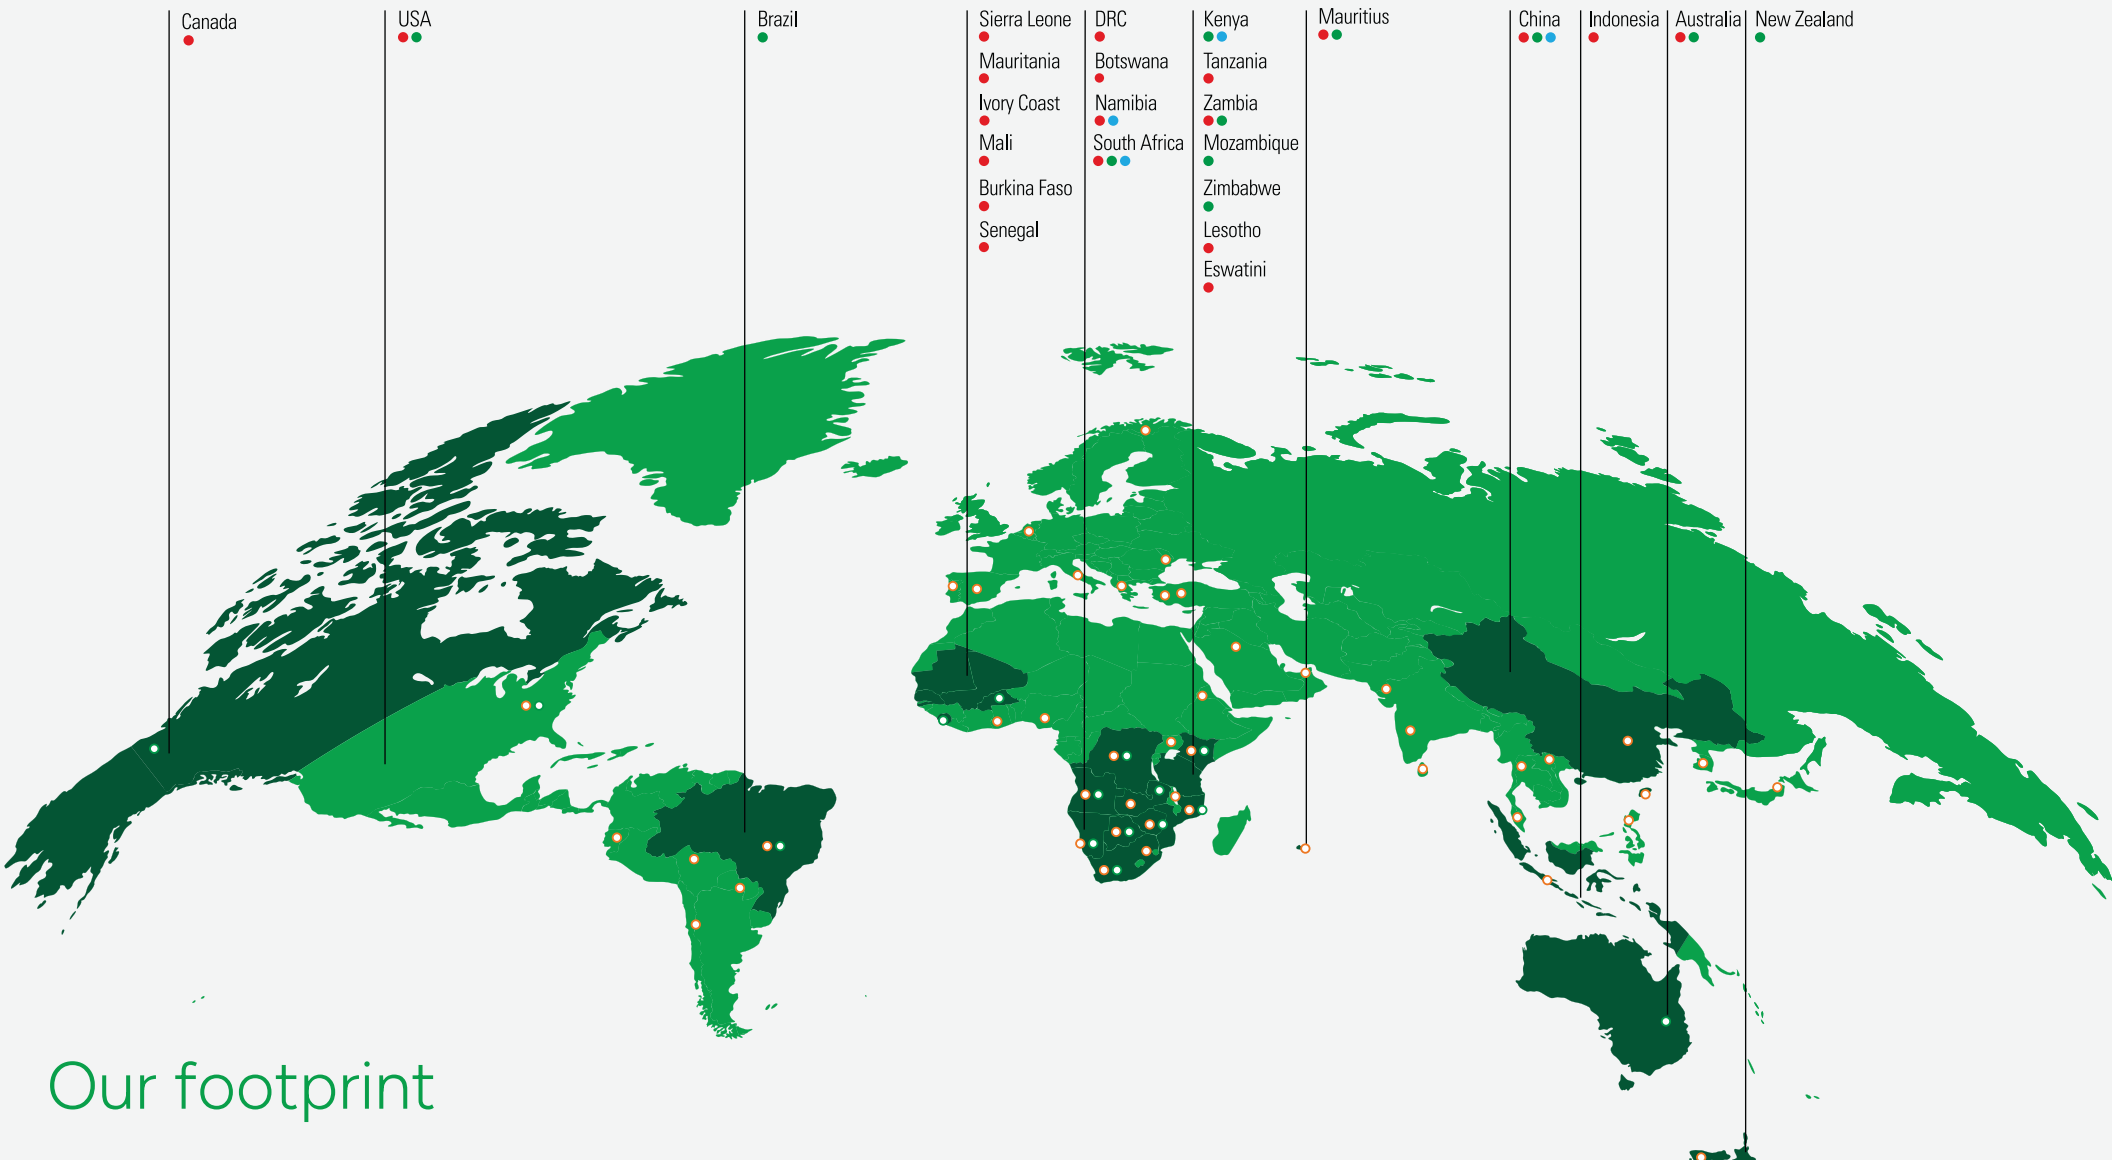 Canada
USA
Brazil
Sierra Leone
Mauritania
Ivory Coast
Mali
Burkina Faso
Senegal
DRC
Botswana
Namibia
South Africa
Kenya
Tanzania
Zambia
Mozambique
Zimbabwe
Lesotho
Eswatini
Mauritius
China
Indonesia
Australia
New Zealand
Our footprint